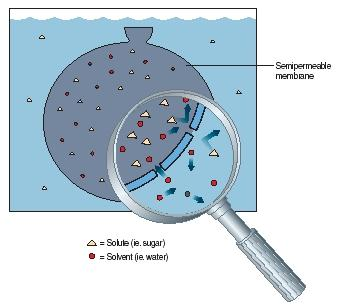 Semipermeable
membrane
= Solute (ie. sugar)
= Solvent (ie. water)